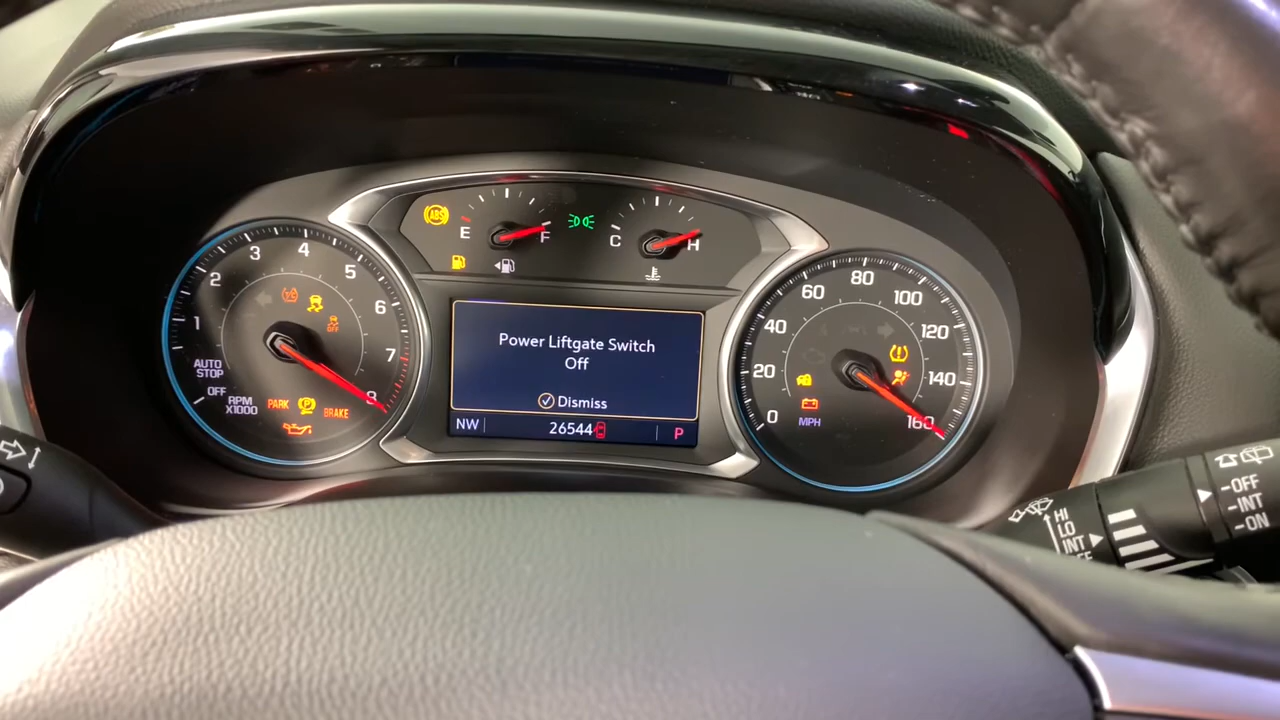 ABS
E
F
C
H
1
2
3
4
5
6
7
8
AUTO
STOP
OFF
RPM
X1000
OFF
PARK
P
BRAKE
Power Liftgate Switch
Off
Dismiss
NW
26544
P
0
20
40
60
80
100
120
140
160
MPH
HI
LO
INT
OFF
INT
ON